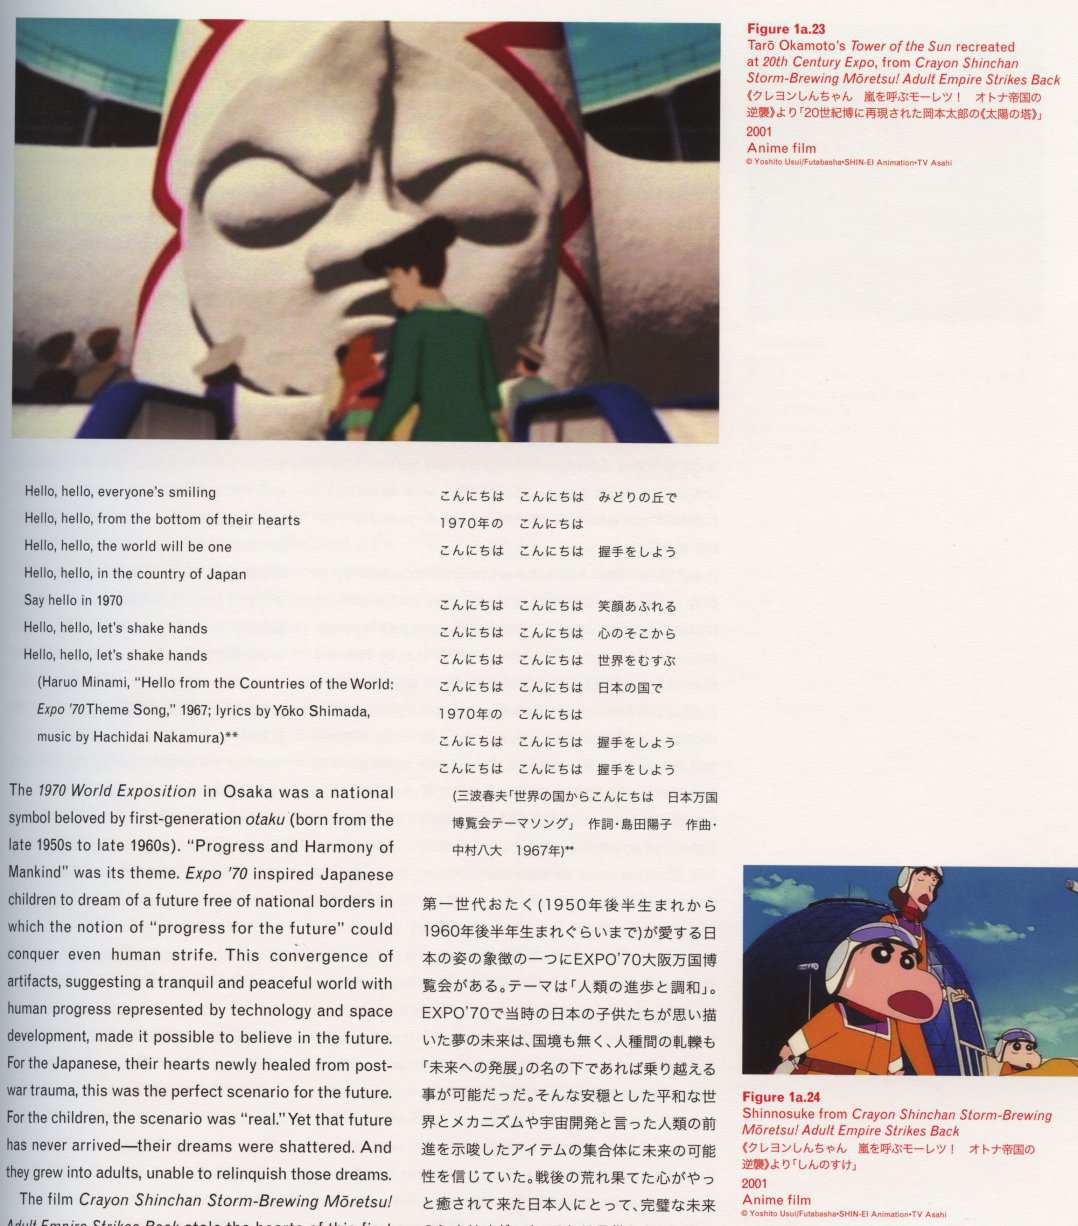 Figure 1a.23
Tarō Okamoto's Tower of the Sun recreated
at 20th Century Expo, from Crayon Shinchan
Storm-Brewing Mōretsu! Adult Empire Strikes Back
《クレヨンしんちゃん　嵐を呼ぶモーレツ！　オトナ帝国の
逆襲》より「20世紀博に再現された岡本太郎の《太陽の塔》」
2001
Anime film
© Yoshito Usui/Futabasha•SHIN-EI Animation•TV Asahi
Hello, hello, everyone's smiling
Hello, hello, from the bottom of their hearts
Hello, hello, the world will be one
Hello, hello, in the country of Japan
Say hello in 1970
Hello, hello, let's shake hands
Hello, hello, let's shake hands
(Haruo Minami, “Hello from the Countries of the World:
Expo ’70 Theme Song,” 1967; lyrics by Yōko Shimada,
music by Hachidai Nakamura)**
The 1970 World Exposition in Osaka was a national
symbol beloved by first-generation otaku (born from the
late 1950s to late 1960s). “Progress and Harmony of
Mankind” was its theme. Expo ’70 inspired Japanese
children to dream of a future free of national borders in
which the notion of “progress for the future” could
conquer even human strife. This convergence of
artifacts, suggesting a tranquil and peaceful world with
human progress represented by technology and space
development, made it possible to believe in the future.
For the Japanese, their hearts newly healed from post-
war trauma, this was the perfect scenario for the future.
For the children, the scenario was “real.” Yet that future
has never arrived—their dreams were shattered. And
they grew into adults, unable to relinquish those dreams.
The film Crayon Shinchan Storm-Brewing Mōretsu!
Adult Empire Strikes Back stole the hearts of this first
こんにちは　こんにちは　みどりの丘で
1970年の　こんにちは
こんにちは　こんにちは　握手をしよう
こんにちは　こんにちは　笑顔あふれる
こんにちは　こんにちは　心のそこから
こんにちは　こんにちは　世界をむすぶ
こんにちは　こんにちは　日本の国で
1970年の　こんにちは
こんにちは　こんにちは　握手をしよう
こんにちは　こんにちは　握手をしよう
(三波春夫「世界の国からこんにちは　日本万国
博覧会テーマソング」　作詞・島田陽子　作曲・
中村八大　1967年)**
第一世代おたく(1950年後半生まれから
1960年後半年生まれぐらいまで)が愛する日
本の姿の象徴の一つにEXPO’70大阪万国博
覧会がある。テーマは「人類の進歩と調和」。
EXPO’70で当時の日本の子供たちが思い描
いた夢の未来は、国境も無く、人種間の軋轢も
「未来への発展」の名の下であれば乗り越える
事が可能だっだ。そんな安穏とした平和な世
界とメカニズムや宇宙開発と言った人類の前
進を示唆したアイテムの集合体に未来の可能
性を信じていた。戦後の荒れ果てた心がやっ
と癒されて来た日本人にとって、完璧な未来
Figure 1a.24
Shinnosuke from Crayon Shinchan Storm-Brewing
Mōretsu! Adult Empire Strikes Back
《クレヨンしんちゃん　嵐を呼ぶモーレツ！　オトナ帝国の
逆襲》より「しんのすけ」
2001
Anime film
© Yoshito Usui/Futabasha•SHIN-EI Animation•TV Asahi